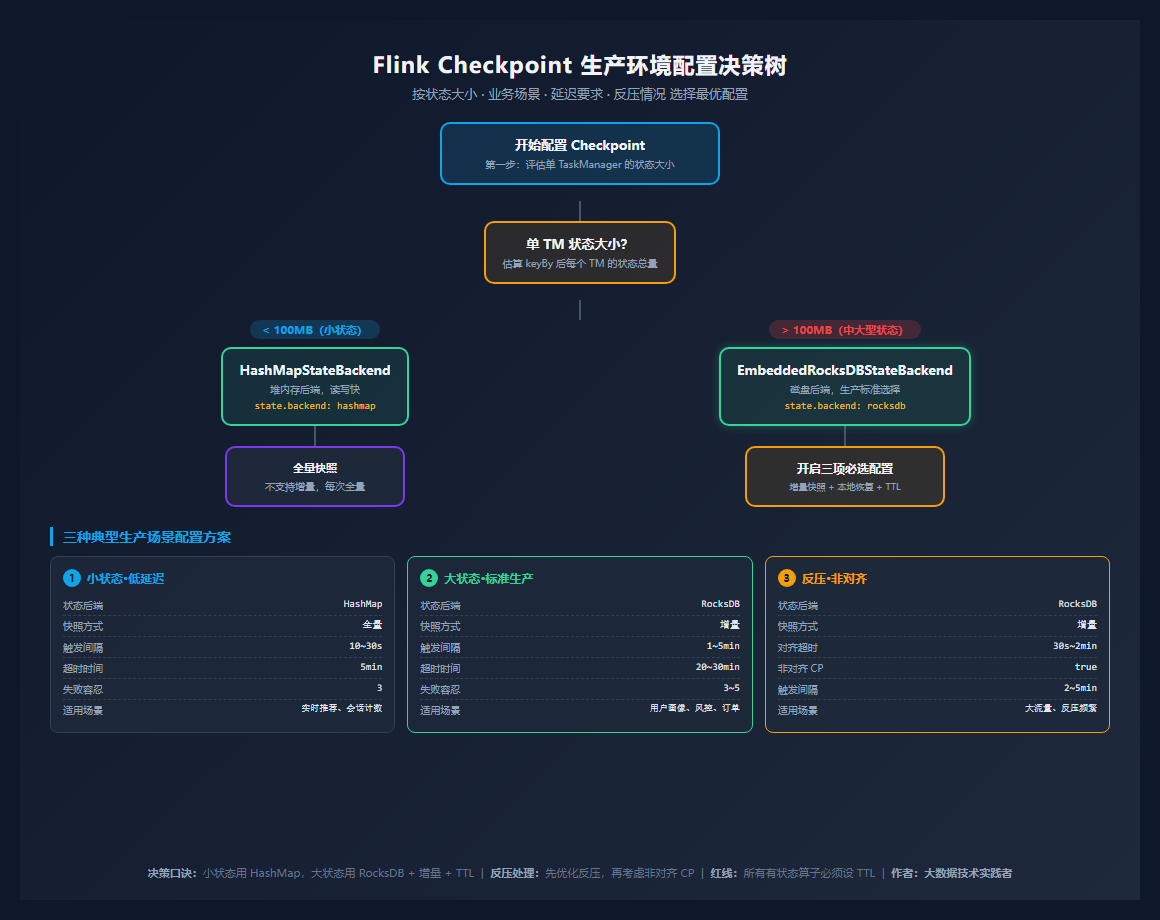 Flink Checkpoint 生产环境配置决策树
按状态大小 · 业务场景 · 延迟要求 · 反压情况 选择最优配置
开始配置 Checkpoint
第一步：评估单 TaskManager 的状态大小
单 TM 状态大小？
估算 keyBy 后每个 TM 的状态总量
< 100MB（小状态）
HashMapStateBackend
堆内存后端，读写快
state.backend: hashmap
全量快照
不支持增量，每次全量
> 100MB（中大型状态）
EmbeddedRocksDBStateBackend
磁盘后端，生产标准选择
state.backend: rocksdb
开启三项必选配置
增量快照 + 本地恢复 + TTL
三种典型生产场景配置方案
1 小状态·低延迟
状态后端 HashMap
快照方式 全量
触发间隔 10~30s
超时时间 5min
失败容忍 3
适用场景 实时推荐、会话计数
2 大状态·标准生产
状态后端 RocksDB
快照方式 增量
触发间隔 1~5min
超时时间 20~30min
失败容忍 3~5
适用场景 用户画像、风控、订单
3 反压·非对齐
状态后端 RocksDB
快照方式 增量
对齐超时 30s~2min
非对齐 CP true
触发间隔 2~5min
适用场景 大流量、反压频繁
决策口诀：小状态用 HashMap，大状态用 RocksDB + 增量 + TTL | 反压处理：先优化反压，再考虑非对齐 CP | 红线：所有有状态算子必须设 TTL | 作者：大数据技术实践者